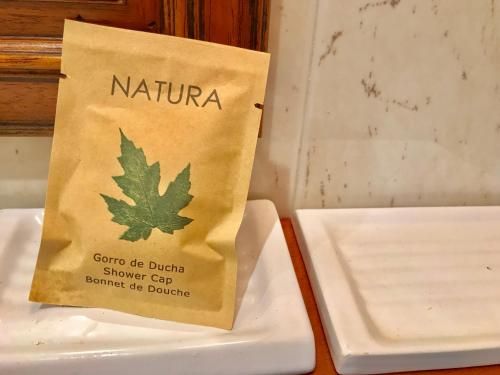 NATURA
Gorro de Ducha
Shower Cap
Bonnet de Douche